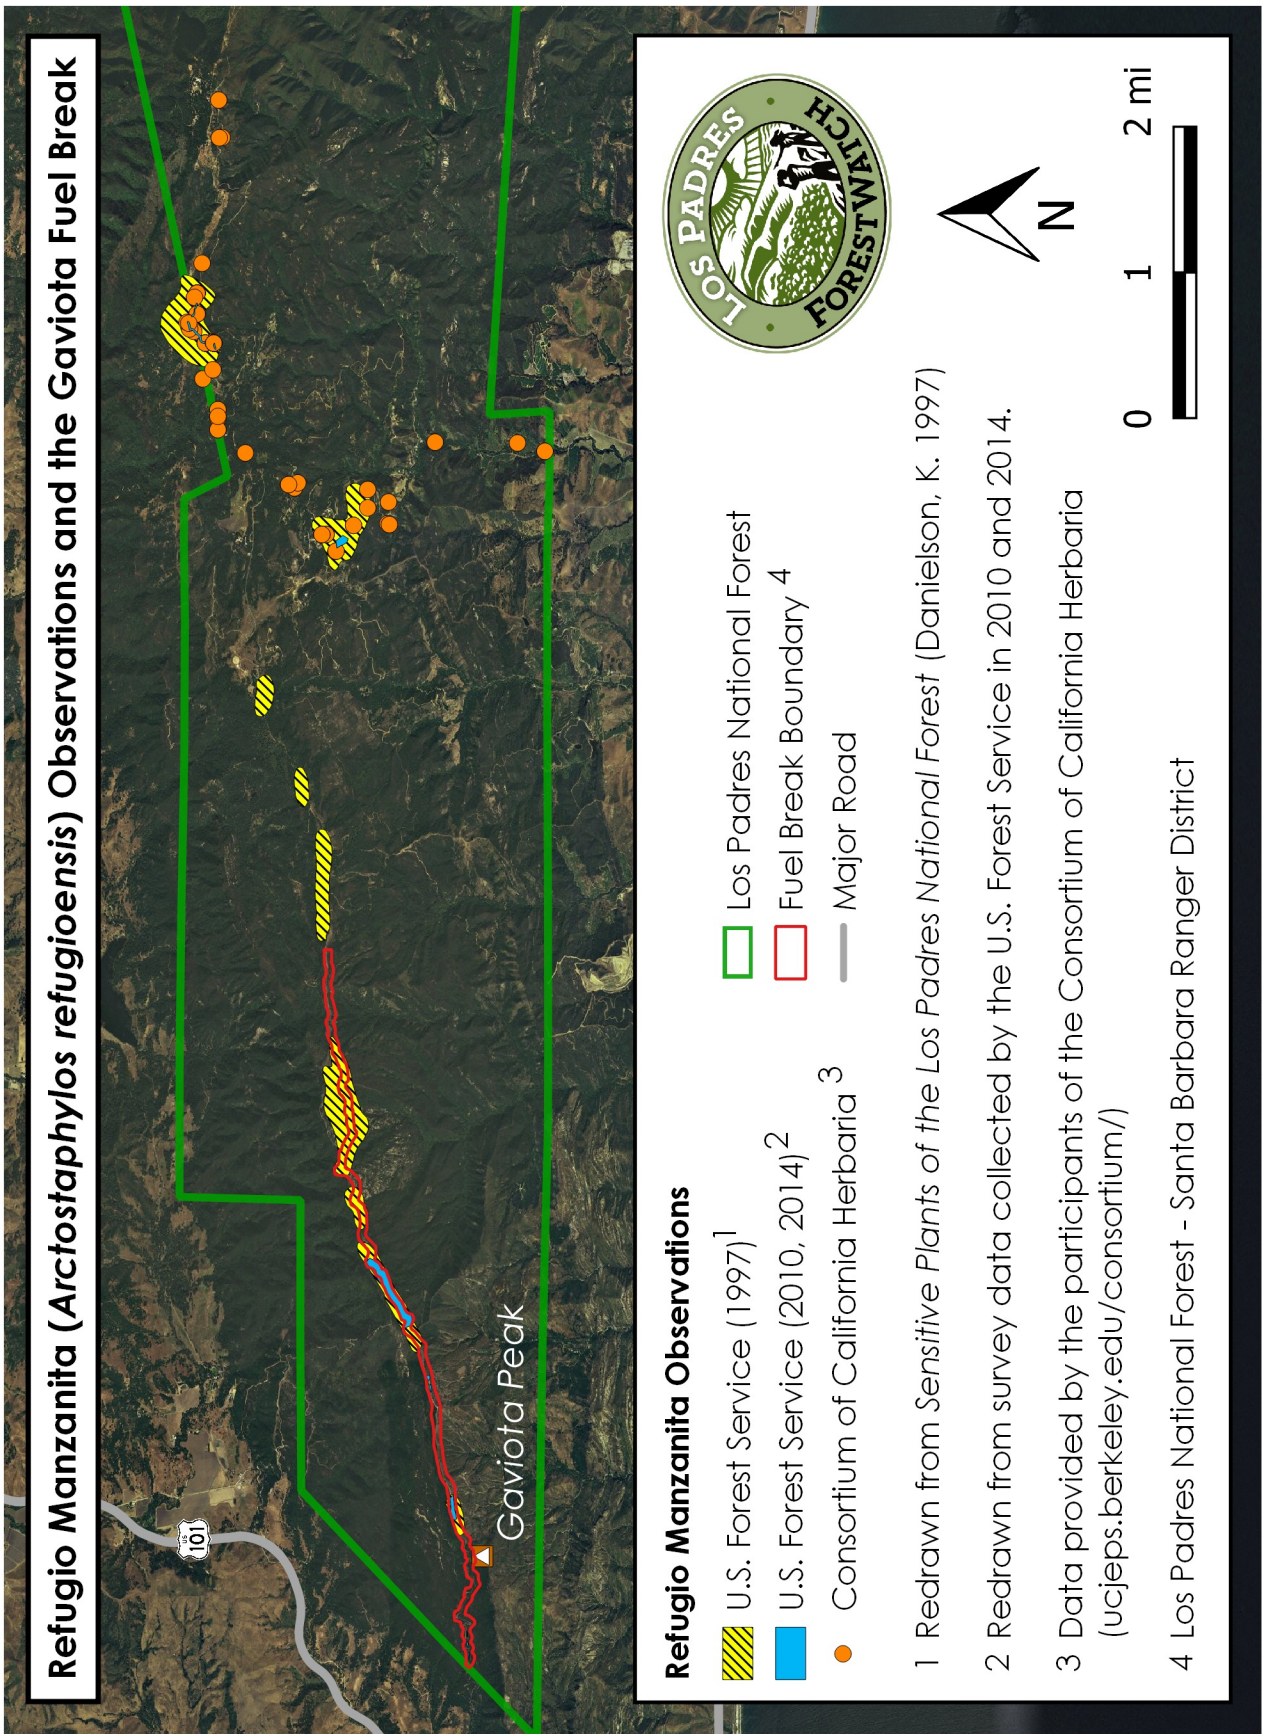 Refugio Manzanita (Arctostaphylos refugioensis) Observations and the Gaviota Fuel Break
US
101
Gaviota Peak
Refugio Manzanita Observations
U.S. Forest Service (1997)1
U.S. Forest Service (2010, 2014)2
Consortium of California Herbaria 3
Los Padres National Forest
Fuel Break Boundary 4
Major Road
1 Redrawn from Sensitive Plants of the Los Padres National Forest (Danielson, K. 1997)
2 Redrawn from survey data collected by the U.S. Forest Service in 2010 and 2014.
3 Data provided by the participants of the Consortium of California Herbaria
(ucjeps.berkeley.edu/consortium/)
4 Los Padres National Forest - Santa Barbara Ranger District
LOS PADRES
FORESTWATCH
N
0 1 2 mi